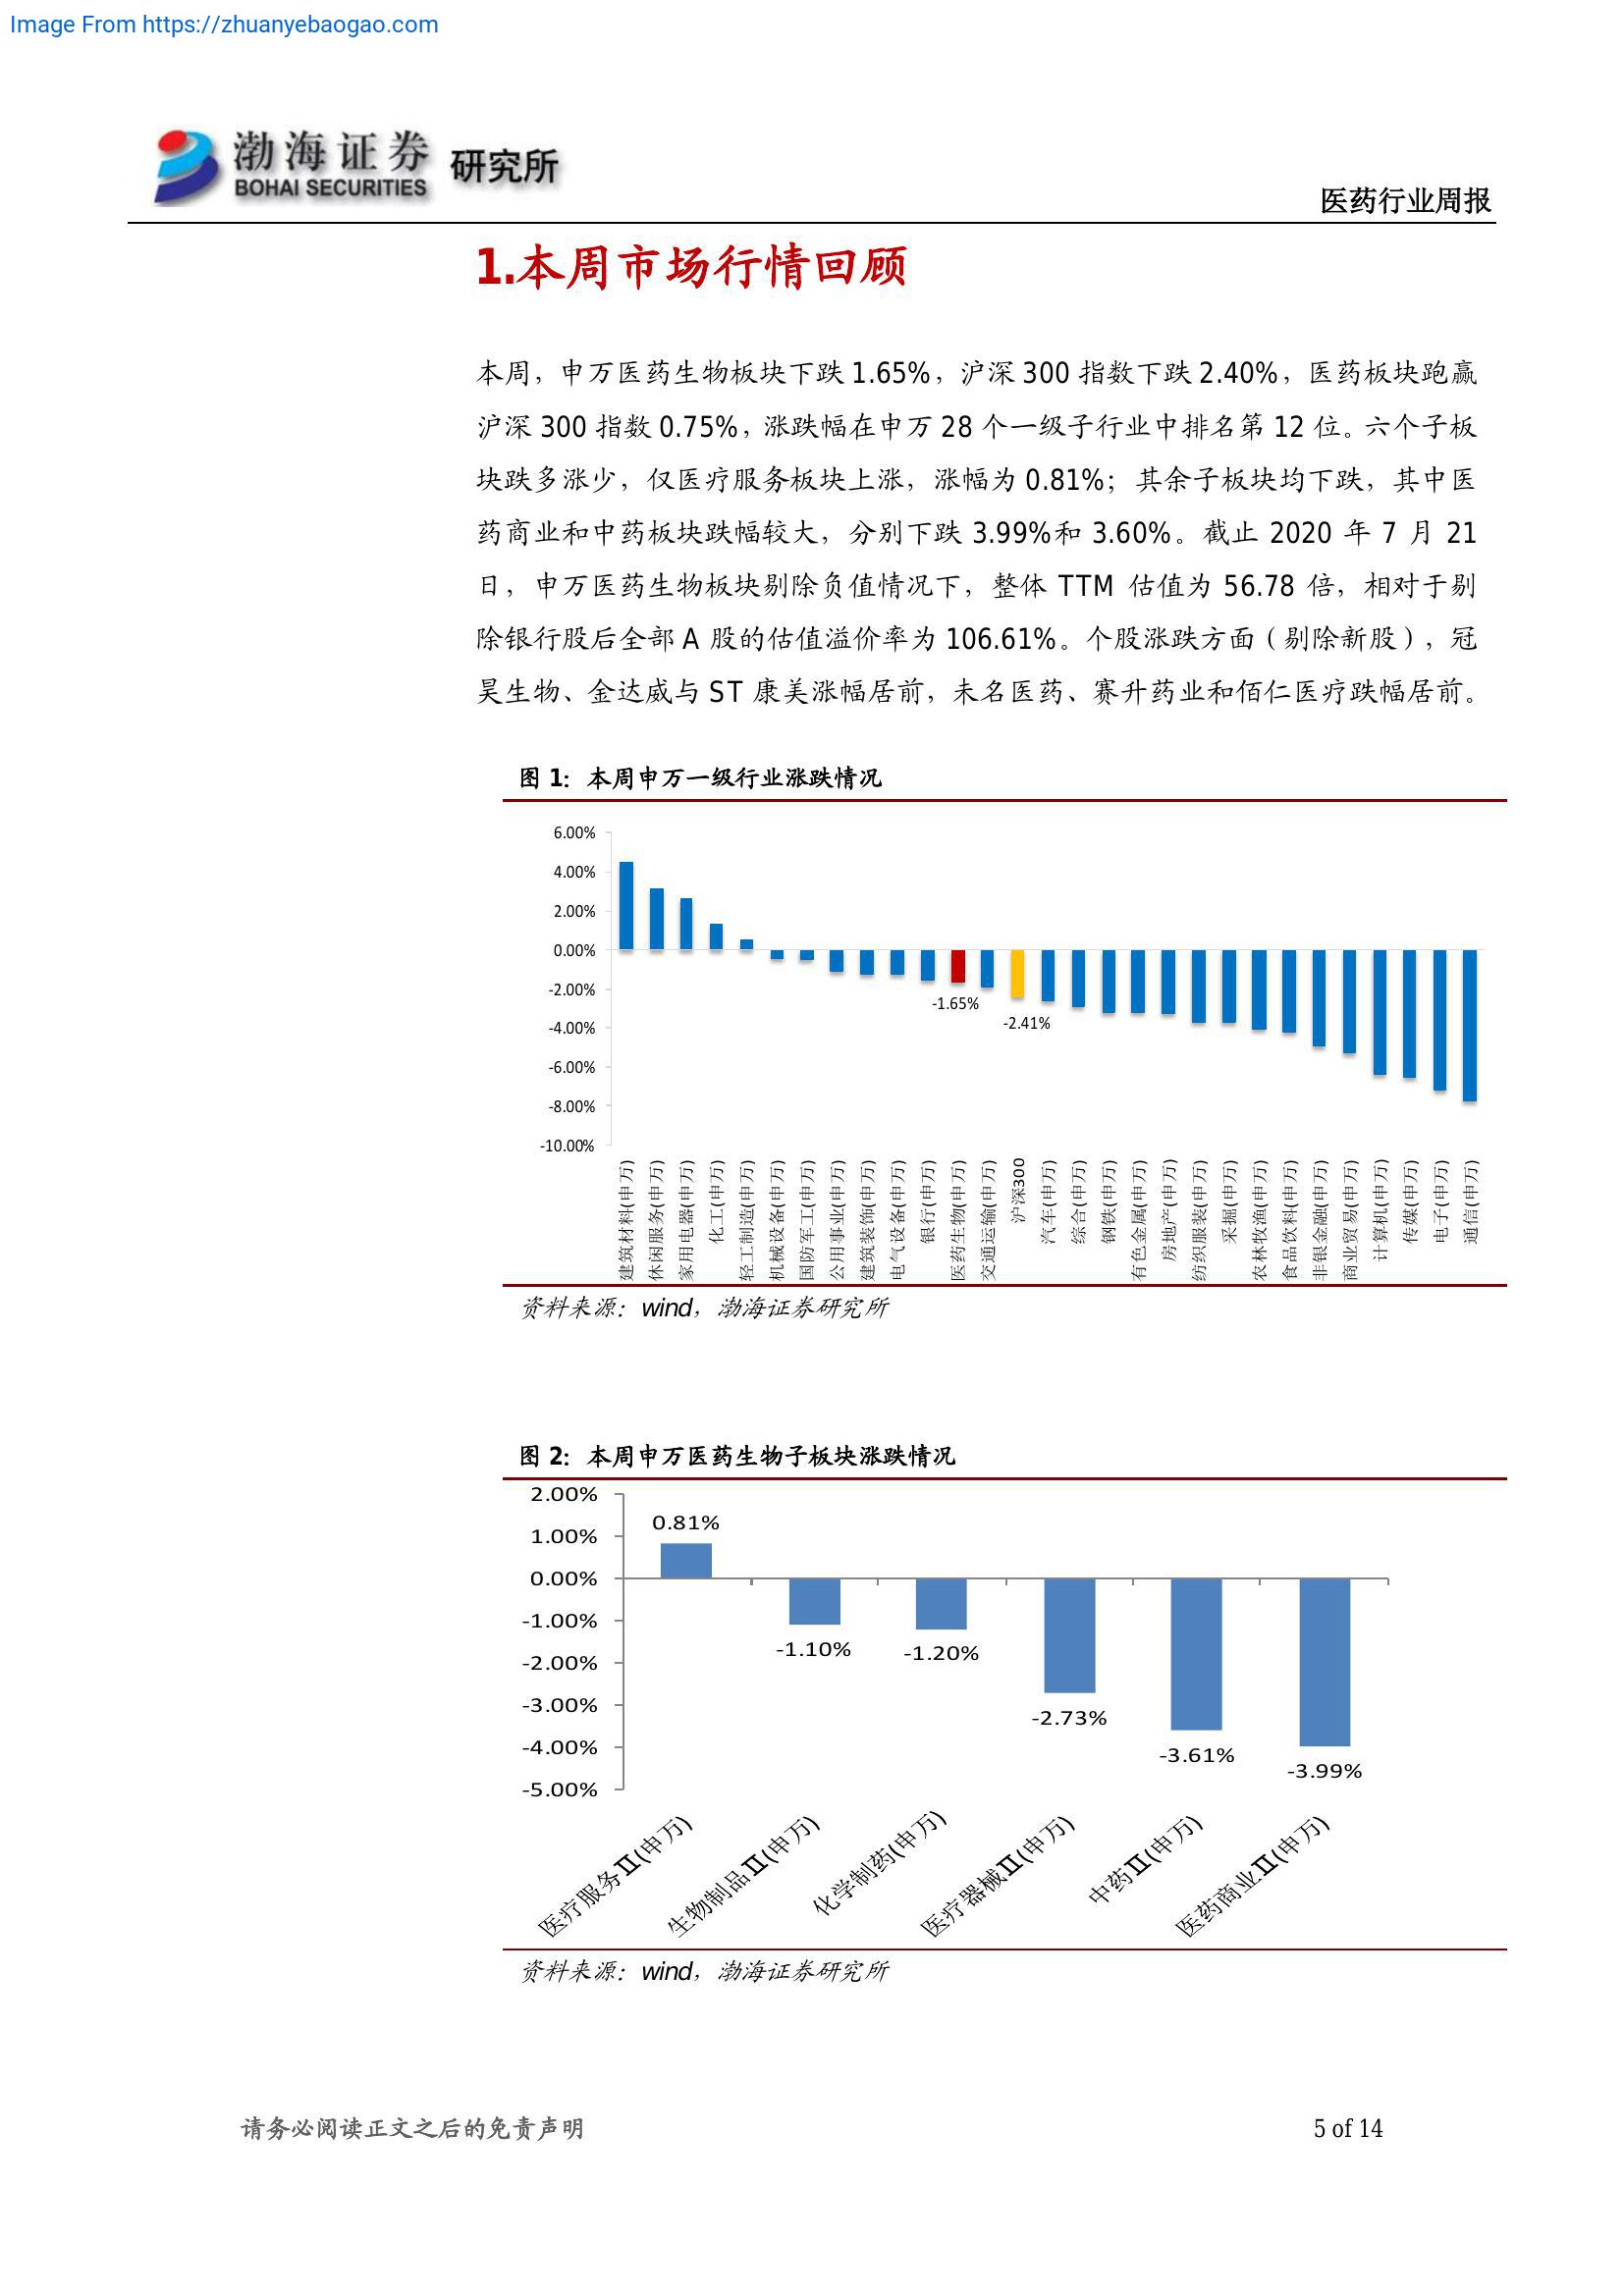 Image From https://zhuanyebaogao.com
渤海证券 研究所
BOHAI SECURITIES
医药行业周报
1.本周市场行情回顾
本周，申万医药生物板块下跌 1.65%，沪深 300 指数下跌 2.40%，医药板块跑赢
沪深 300 指数 0.75%，涨跌幅在申万 28 个一级子行业中排名第 12 位。六个子板
块跌多涨少，仅医疗服务板块上涨，涨幅为 0.81%；其余子板块均下跌，其中医
药商业和中药板块跌幅较大，分别下跌 3.99%和 3.60%。截止 2020 年 7 月 21
日，申万医药生物板块剔除负值情况下，整体 TTM 估值为 56.78 倍，相对于剔
除银行股后全部 A 股的估值溢价率为 106.61%。个股涨跌方面（剔除新股），冠
昊生物、金达威与 ST 康美涨幅居前，未名医药、赛升药业和佰仁医疗跌幅居前。
图 1：本周申万一级行业涨跌情况
6.00%
4.00%
2.00%
0.00%
-2.00%
-4.00%
-6.00%
-8.00%
-10.00%
-1.65%
-2.41%
建筑材料(申万)
休闲服务(申万)
家用电器(申万)
化工(申万)
轻工制造(申万)
机械设备(申万)
国防军工(申万)
公用事业(申万)
建筑装饰(申万)
电气设备(申万)
银行(申万)
医药生物(申万)
交通运输(申万)
沪深300
汽车(申万)
综合(申万)
钢铁(申万)
有色金属(申万)
房地产(申万)
纺织服装(申万)
采掘(申万)
农林牧渔(申万)
食品饮料(申万)
非银金融(申万)
商业贸易(申万)
计算机(申万)
传媒(申万)
电子(申万)
通信(申万)
资料来源：wind，渤海证券研究所
图 2：本周申万医药生物子板块涨跌情况
2.00%
1.00%
0.00%
-1.00%
-2.00%
-3.00%
-4.00%
-5.00%
0.81%
-1.10%
-1.20%
-2.73%
-3.61%
-3.99%
医疗服务Ⅱ(申万)
生物制品Ⅱ(申万)
化学制药(申万)
医疗器械Ⅱ(申万)
中药Ⅱ(申万)
医药商业Ⅱ(申万)
资料来源：wind，渤海证券研究所
请务必阅读正文之后的免责声明
5 of 14